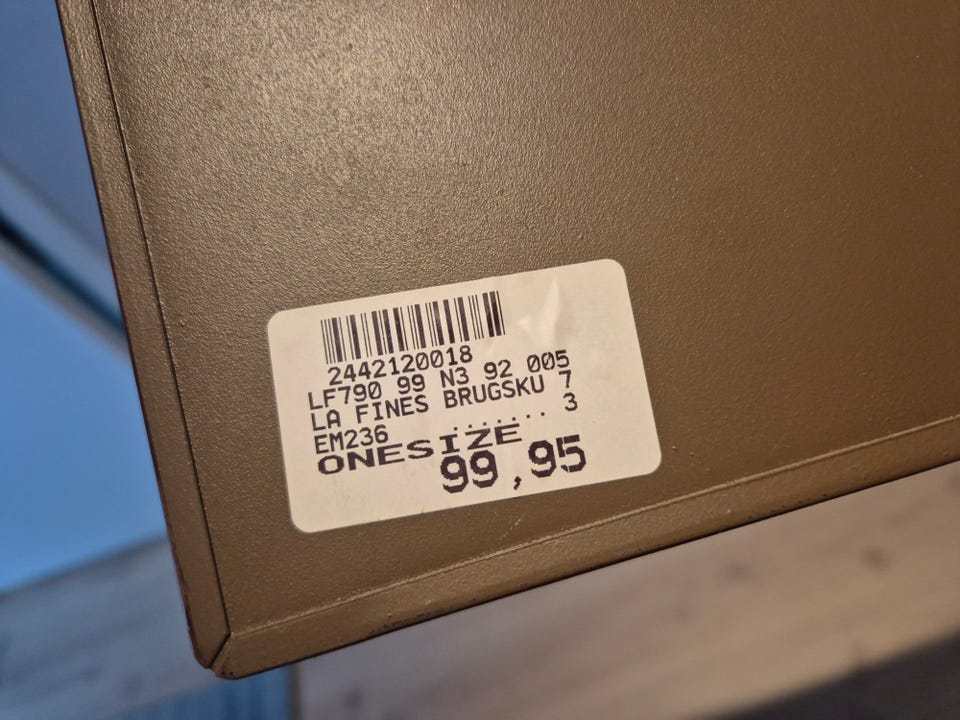 2442120018
LF790 99 N3 92 005
LA FINES BRUGSKU 7
EM236 ....... 3
ONESIZE
99,95